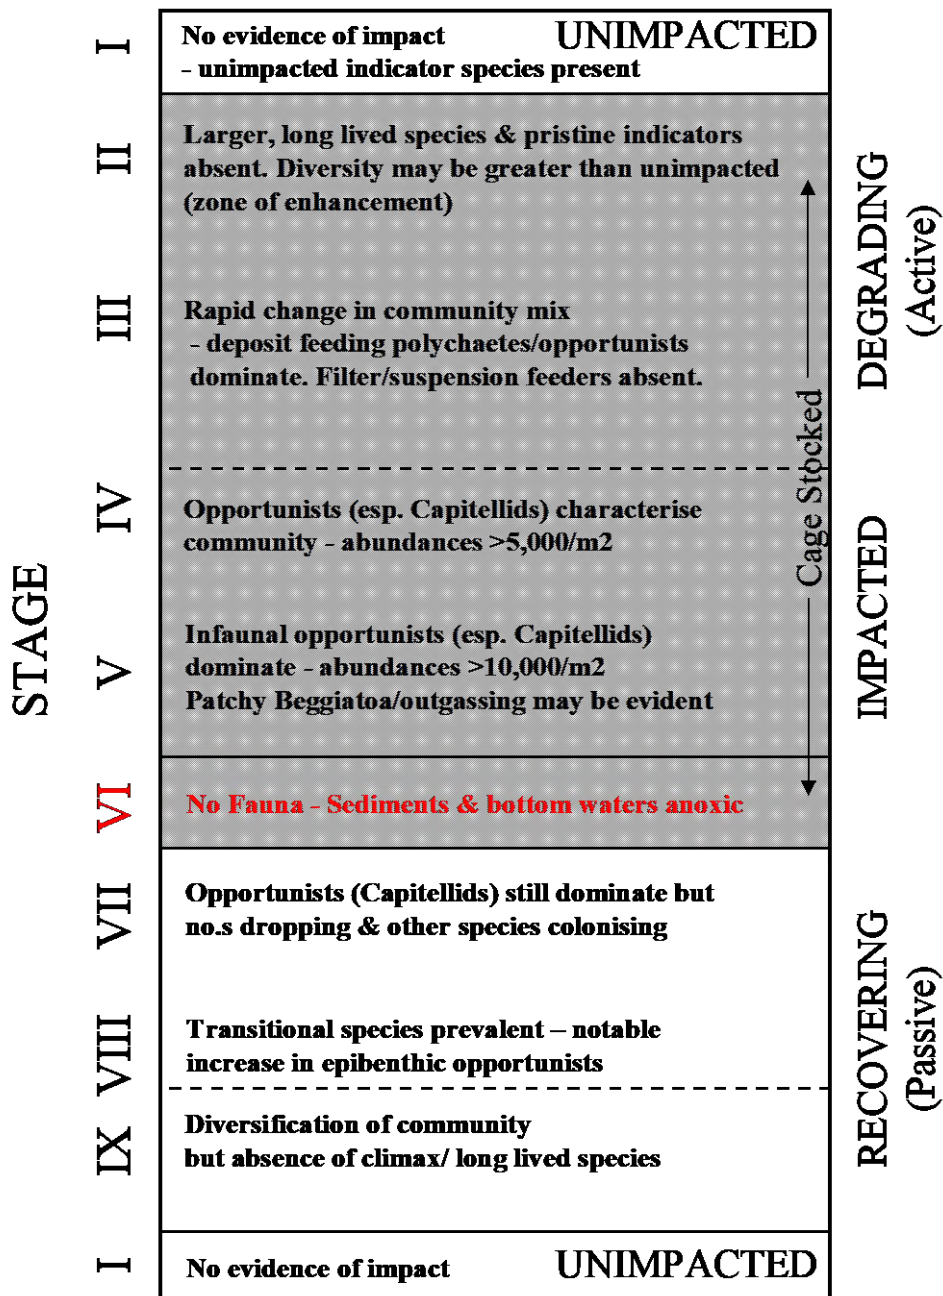 STAGE
I
No evidence of impact UNIMPACTED
- unimpacted indicator species present
II
Larger, long lived species & pristine indicators
absent. Diversity may be greater than unimpacted
(zone of enhancement)
III
Rapid change in community mix
- deposit feeding polychaetes/opportunists
dominate. Filter/suspension feeders absent.
DEGRADING
(Active)
IV
Opportunists (esp. Capitellids) characterise
community - abundances >5,000/m2
Cage Stocked
V
Infaunal opportunists (esp. Capitellids)
dominate - abundances >10,000/m2
Patchy Beggiatoa/outgassing may be evident
IMPACTED
VI
No Fauna - Sediments & bottom waters anoxic
VII
Opportunists (Capitellids) still dominate but
no.s dropping & other species colonising
VIII
Transitional species prevalent – notable
increase in epibenthic opportunists
IX
Diversification of community
but absence of climax/ long lived species
RECOVERING
(Passive)
I
No evidence of impact UNIMPACTED